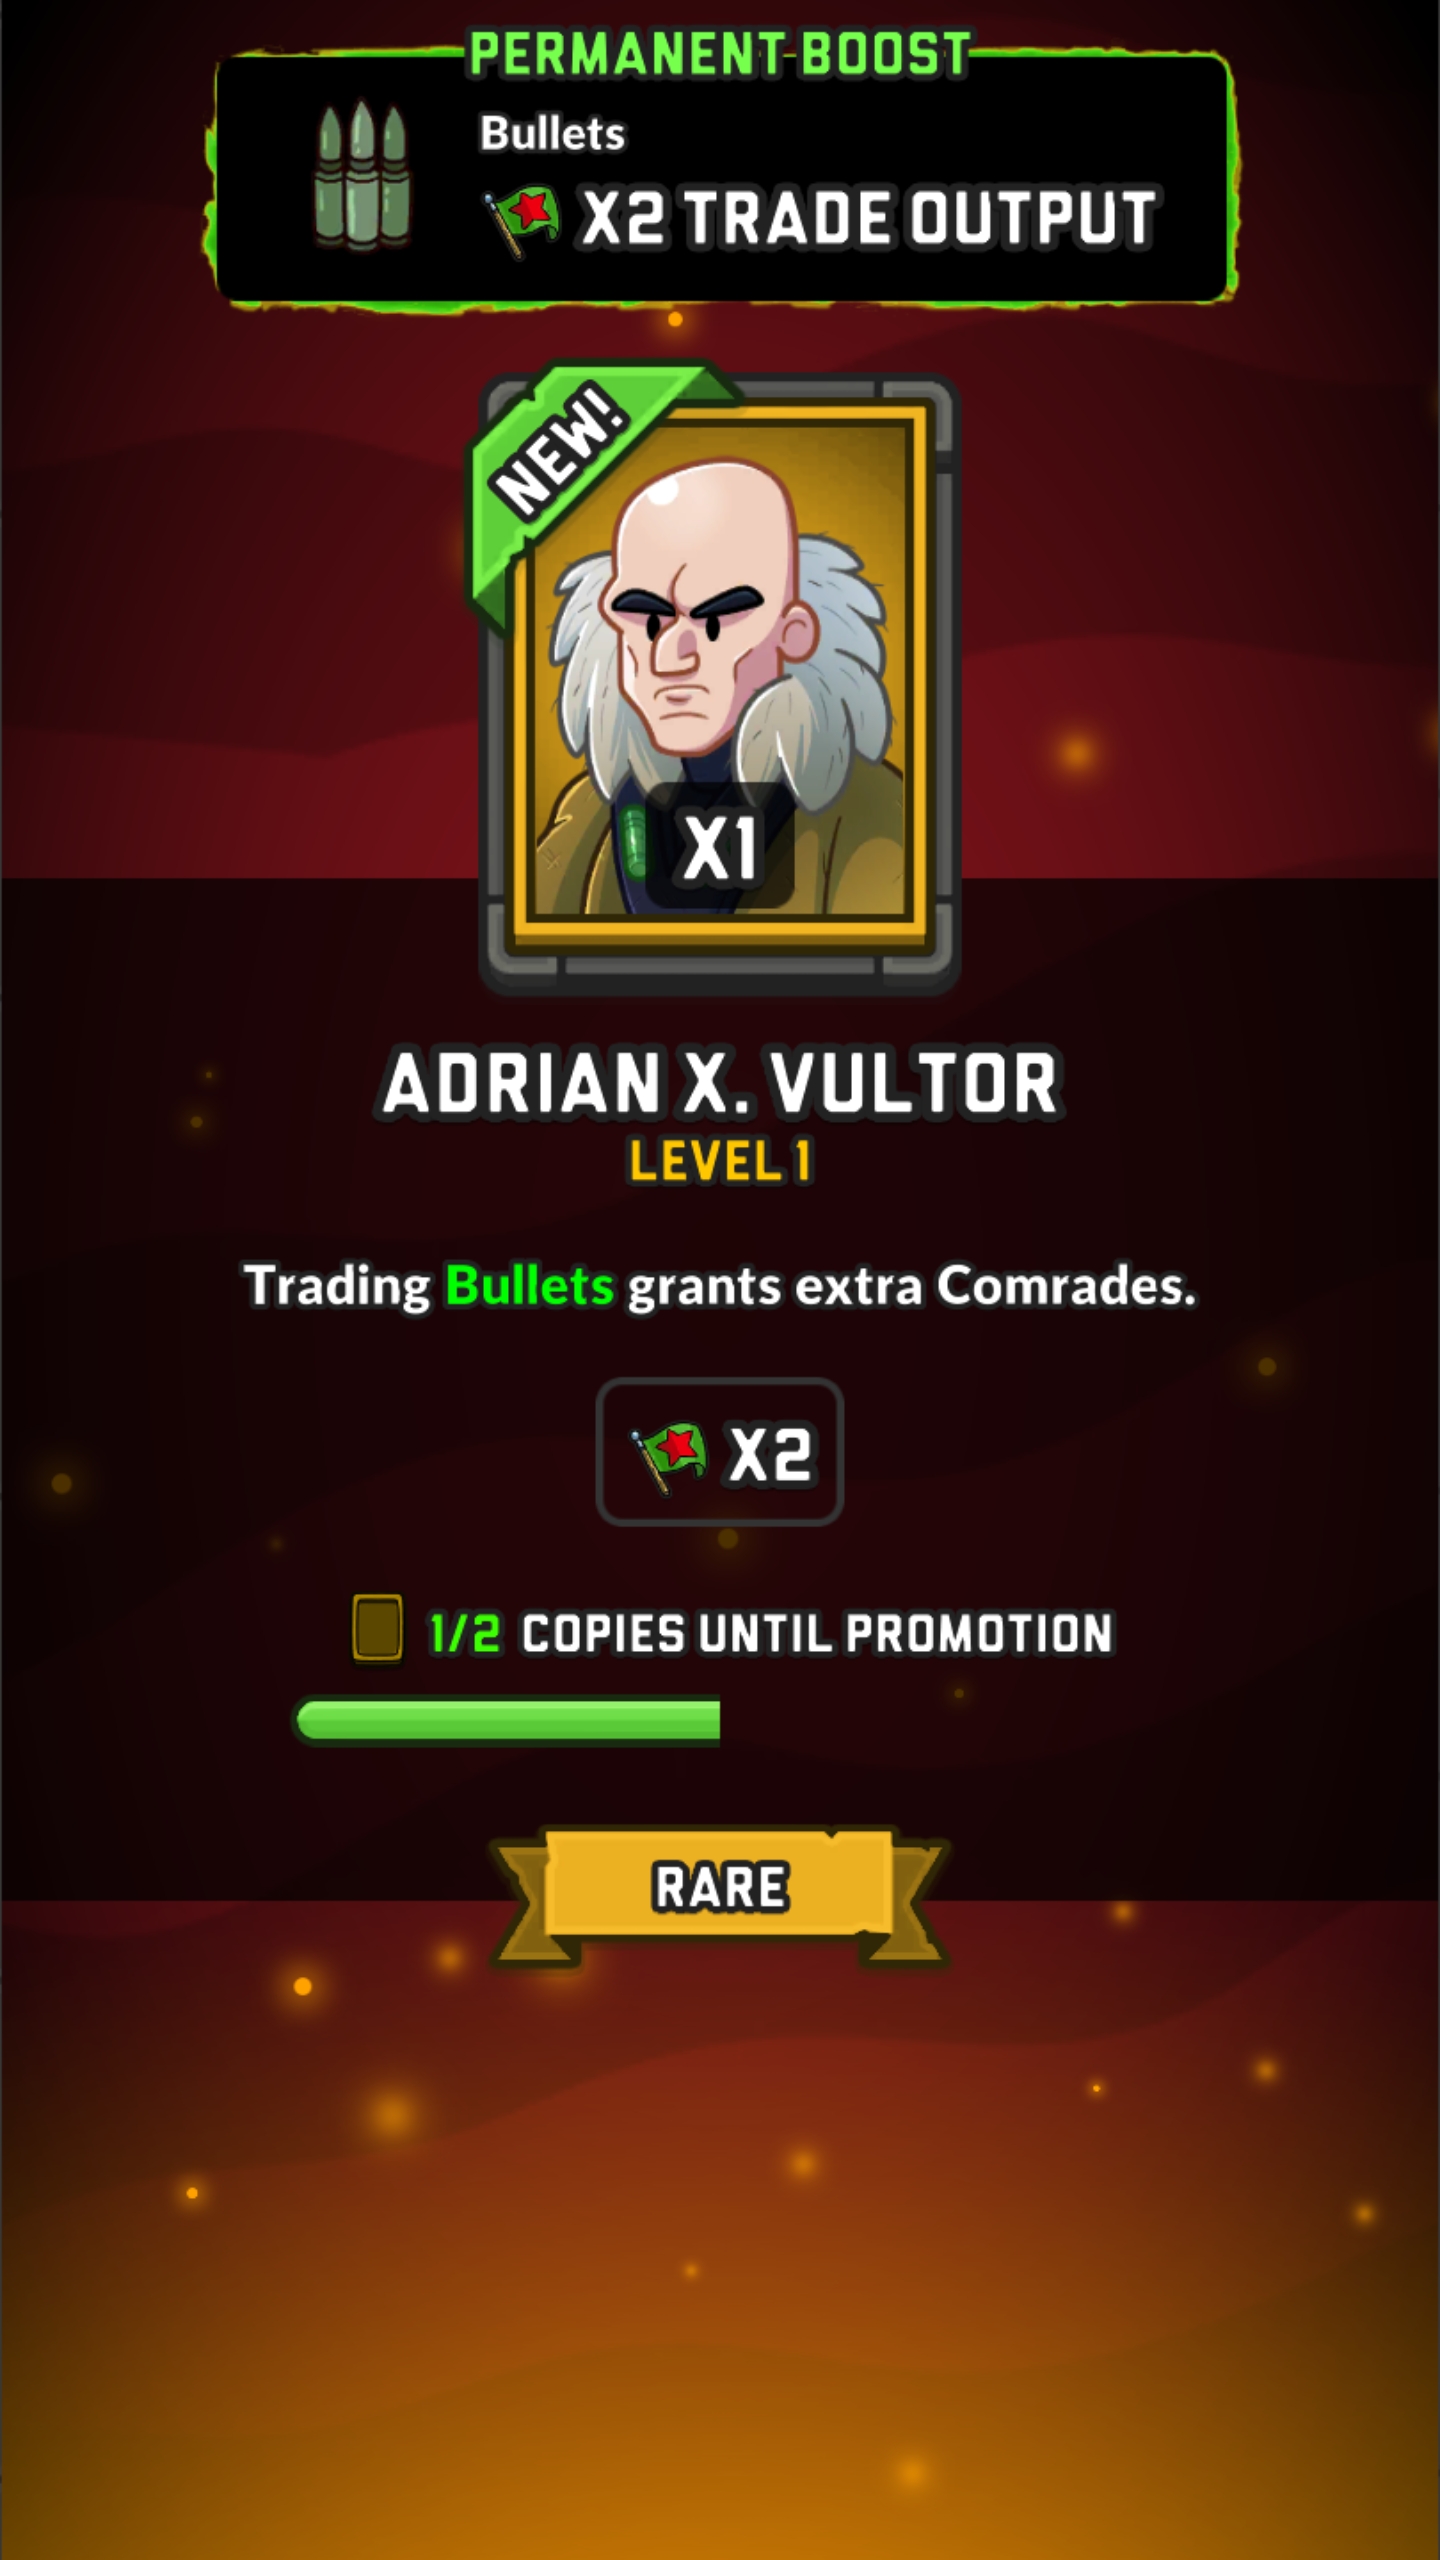 PERMANENT BOOST
Bullets
X2 TRADE OUTPUT
NEW!
X1
ADRIAN X. VULTOR
LEVEL 1
Trading Bullets grants extra Comrades.
X2
1/2 COPIES UNTIL PROMOTION
RARE